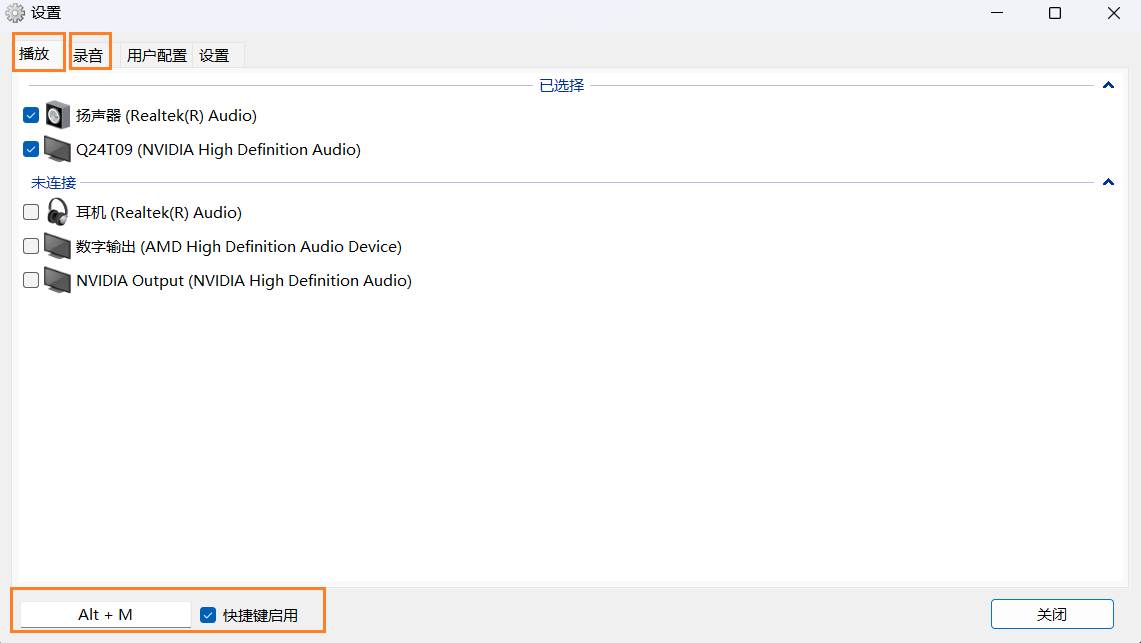 设置
播放 录音 用户配置 设置
已选择
扬声器 (Realtek(R) Audio)
Q24T09 (NVIDIA High Definition Audio)
未连接
耳机 (Realtek(R) Audio)
数字输出 (AMD High Definition Audio Device)
NVIDIA Output (NVIDIA High Definition Audio)
Alt + M 快捷键启用 关闭